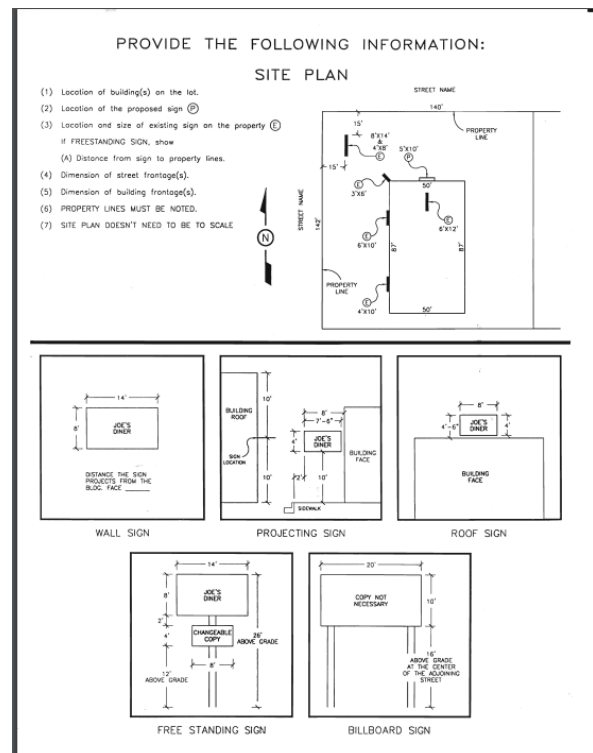 PROVIDE THE FOLLOWING INFORMATION:
SITE PLAN
(1) Location of building(s) on the lot.
(2) Location of the proposed sign (P)
(3) Location and size of existing sign on the property (E)
If FREESTANDING SIGN, show
(A) Distance from sign to property lines.
(4) Dimension of street frontage(s).
(5) Dimension of building frontage(s).
(6) PROPERTY LINES MUST BE NOTED.
(7) SITE PLAN DOESN'T NEED TO BE TO SCALE
N
STREET NAME
140'
PROPERTY
LINE
15'
8'X14'
&
4'X8'
E
15'
5'X10'
P
50'
3'X6'
E
E
6'X12'
STREET NAME
142'
E
6'X10'
87'
87'
PROPERTY
LINE
E
4'X10'
50'
14'
8'
JOE'S
DINER
DISTANCE THE SIGN
PROJECTS FROM THE
BLDG. FACE ______
WALL SIGN
BUILDING
ROOF
SIGN
LOCATION
10'
10'
8'
7'-6"
4'
JOE'S
DINER
2'
10'
SIDEWALK
BUILDING
FACE
PROJECTING SIGN
8'
4'-6"
JOE'S
DINER
4'
BUILDING
FACE
ROOF SIGN
14'
8'
JOE'S
DINER
2'
4'
CHANGEABLE
COPY
8'
12'
ABOVE GRADE
26'
ABOVE GRADE
FREE STANDING SIGN
20'
COPY NOT
NECESSARY
10'
16'
ABOVE GRADE
AT THE CENTER
OF THE ADJOINING
STREET
BILLBOARD SIGN